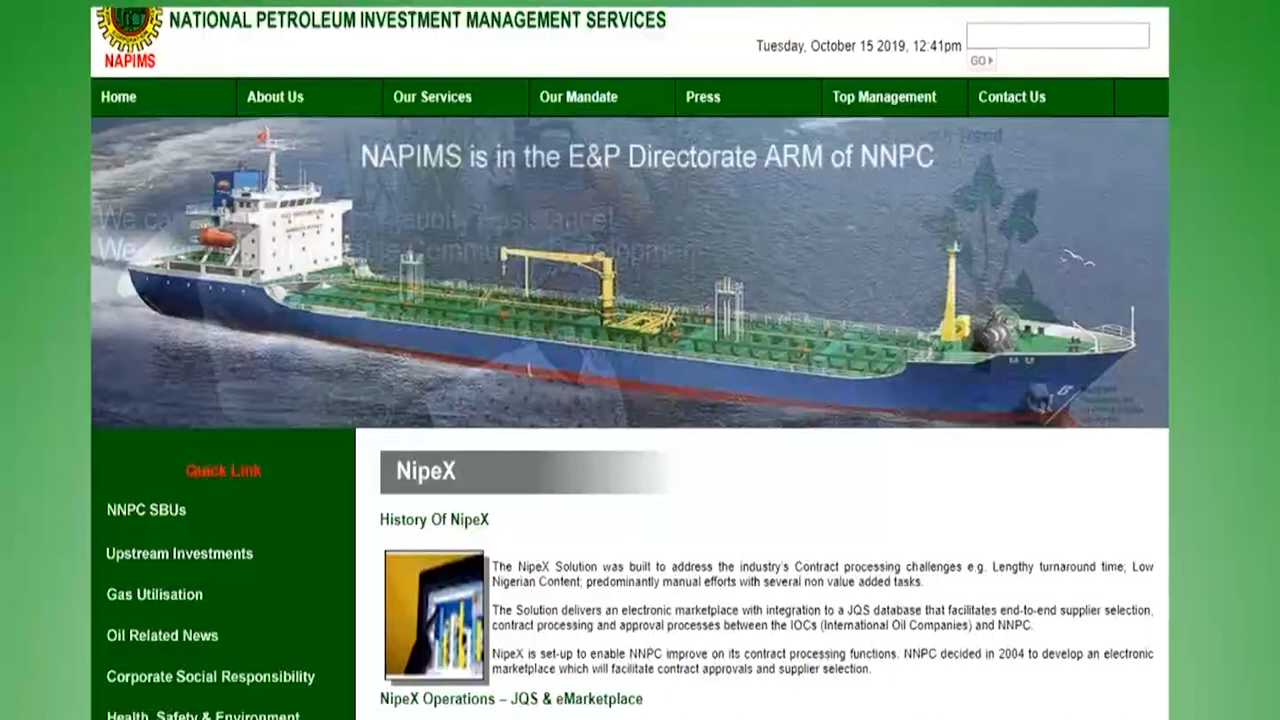 NATIONAL PETROLEUM INVESTMENT MANAGEMENT SERVICES
CORPORATION
NAPIMS
Tuesday, October 15 2019, 12:41pm
GO
Home
About Us
Our Services
Our Mandate
Press
Top Management
Contact Us
NAPIMS is in the E&P Directorate ARM of NNPC
We
We
Quick Link
NNPC SBUs
Upstream Investments
Gas Utilisation
Oil Related News
Corporate Social Responsibility
Health, Safety & Environment
NipeX
History Of NipeX
The NipeX Solution was built to address the industry's Contract processing challenges e.g. Lengthy turnaround time; Low
Nigerian Content; predominantly manual efforts with several non value added tasks.
The Solution delivers an electronic marketplace with integration to a JQS database that facilitates end-to-end supplier selection,
contract processing and approval processes between the IOCs (International Oil Companies) and NNPC.
NipeX is set-up to enable NNPC improve on its contract processing functions. NNPC decided in 2004 to develop an electronic
marketplace which will facilitate contract approvals and supplier selection.
NipeX Operations – JQS & eMarketplace